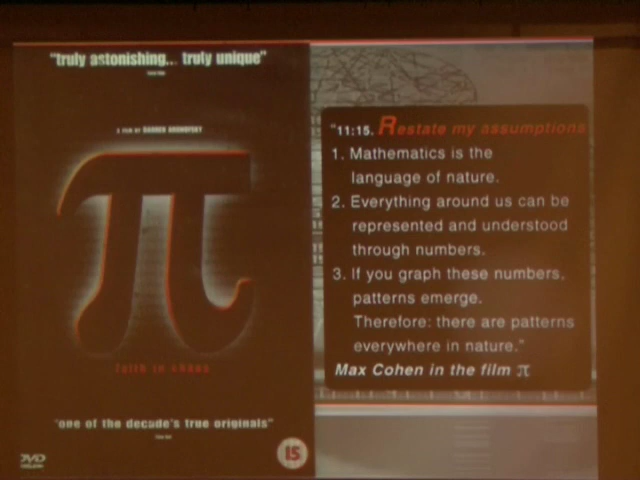 "truly astonishing... truly unique"
A FILM BY DARREN ARONOFSKY
faith in chaos
"one of the decade's true originals"
DVD
15
"11:15. Restate my assumptions
1. Mathematics is the
language of nature.
2. Everything around us can be
represented and understood
through numbers.
3. If you graph these numbers,
patterns emerge.
Therefore: there are patterns
everywhere in nature."
Max Cohen in the film π